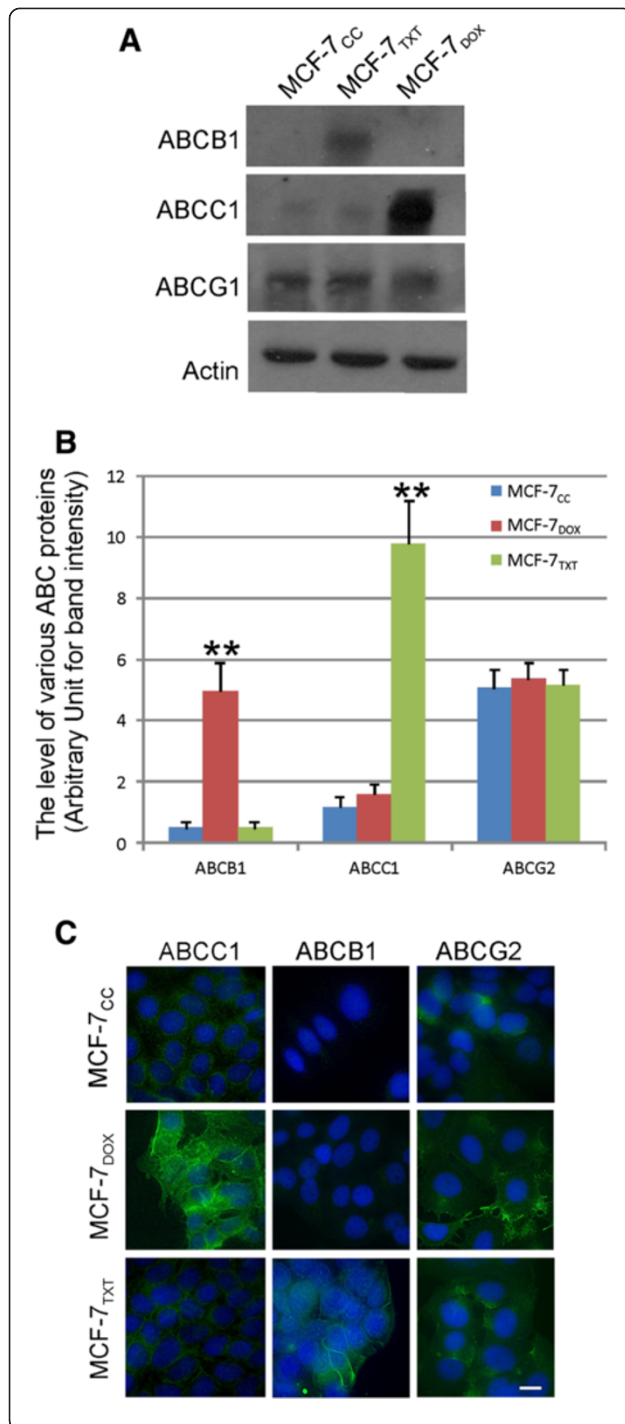 A
MCF-7CC MCF-7TXT MCF-7DOX
ABCB1
ABCC1
ABCG1
Actin
B
The level of various ABC proteins
(Arbitrary Unit for band intensity)
12
10
8
6
4
2
0
**
**
MCF-7CC
MCF-7DOX
MCF-7TXT
ABCB1 ABCC1 ABCG2
C
ABCC1 ABCB1 ABCG2
MCF-7CC
MCF-7DOX
MCF-7TXT